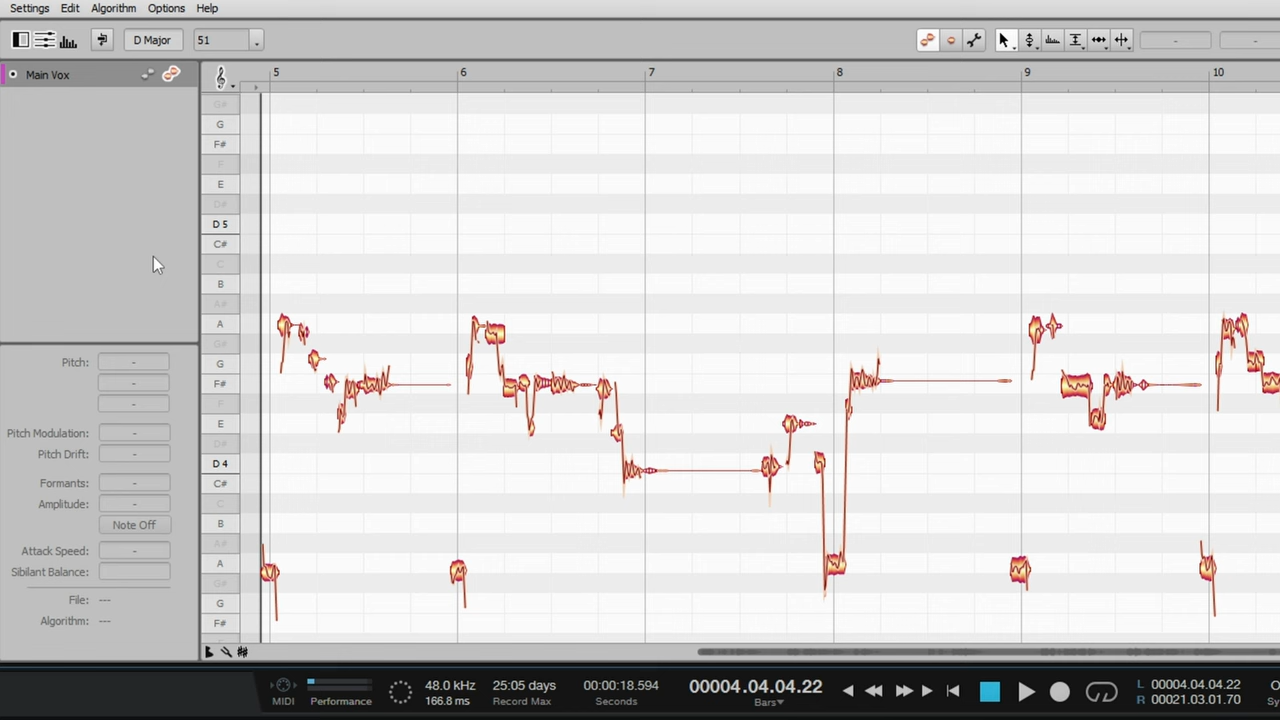 Settings Edit Algorithm Options Help
D Major 51 - -
Main Vox
5 6 7 8 9 10
G#
G
F#
F
E
D#
D 5
C#
C
B
A#
A
G#
G
F#
F
E
D#
D 4
C#
C
B
A#
A
G#
G
F#
Pitch: -
-
-
Pitch Modulation: -
Pitch Drift: -
Formants: -
Amplitude: -
Note Off
Attack Speed: -
Sibilant Balance:
File: ---
Algorithm: ---
MIDI Performance
48.0 kHz
166.8 ms
25:05 days
Record Max
00:00:18.594
Seconds
00004.04.04.22
Bars
L 00004.04.04.22
R 00021.03.01.70